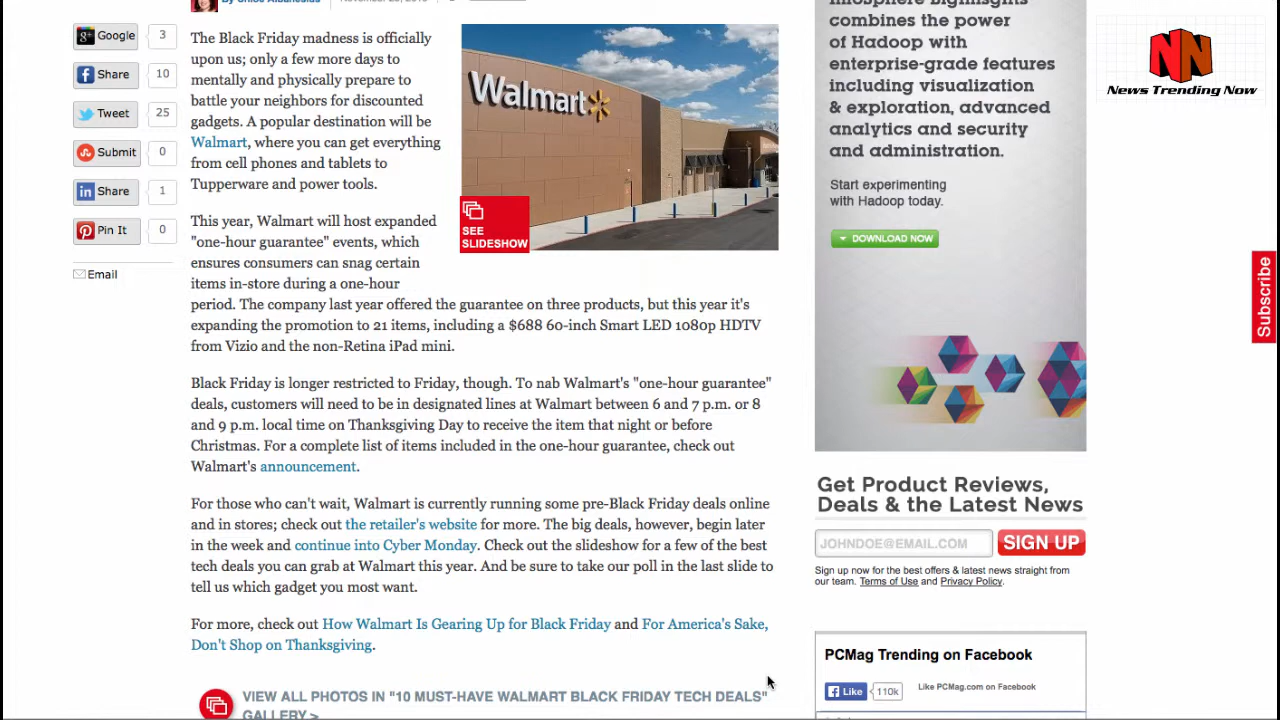 Google
3
Share
10
Tweet
25
Submit
0
Share
1
Pin It
0
Email
The Black Friday madness is officially
upon us; only a few more days to
mentally and physically prepare to
battle your neighbors for discounted
gadgets. A popular destination will be
Walmart, where you can get everything
from cell phones and tablets to
Tupperware and power tools.
Walmart
SEE
SLIDESHOW
This year, Walmart will host expanded
"one-hour guarantee" events, which
ensures consumers can snag certain
items in-store during a one-hour
period. The company last year offered the guarantee on three products, but this year it's
expanding the promotion to 21 items, including a $688 60-inch Smart LED 1080p HDTV
from Vizio and the non-Retina iPad mini.
Black Friday is longer restricted to Friday, though. To nab Walmart's "one-hour guarantee"
deals, customers will need to be in designated lines at Walmart between 6 and 7 p.m. or 8
and 9 p.m. local time on Thanksgiving Day to receive the item that night or before
Christmas. For a complete list of items included in the one-hour guarantee, check out
Walmart's announcement.
For those who can't wait, Walmart is currently running some pre-Black Friday deals online
and in stores; check out the retailer's website for more. The big deals, however, begin later
in the week and continue into Cyber Monday. Check out the slideshow for a few of the best
tech deals you can grab at Walmart this year. And be sure to take our poll in the last slide to
tell us which gadget you most want.
For more, check out How Walmart Is Gearing Up for Black Friday and For America's Sake,
Don't Shop on Thanksgiving.
VIEW ALL PHOTOS IN "10 MUST-HAVE WALMART BLACK FRIDAY TECH DEALS"
GALLERY >
combines the power
of Hadoop with
enterprise-grade features
including visualization
& exploration, advanced
analytics and security
and administration.
Start experimenting
with Hadoop today.
DOWNLOAD NOW
Get Product Reviews,
Deals & the Latest News
JOHNDOE@EMAIL.COM
SIGN UP
Sign up now for the best offers & latest news straight from
our team. Terms of Use and Privacy Policy.
PCMag Trending on Facebook
Like
110k
Like PCMag.com on Facebook
NN
News Trending Now
Subscribe